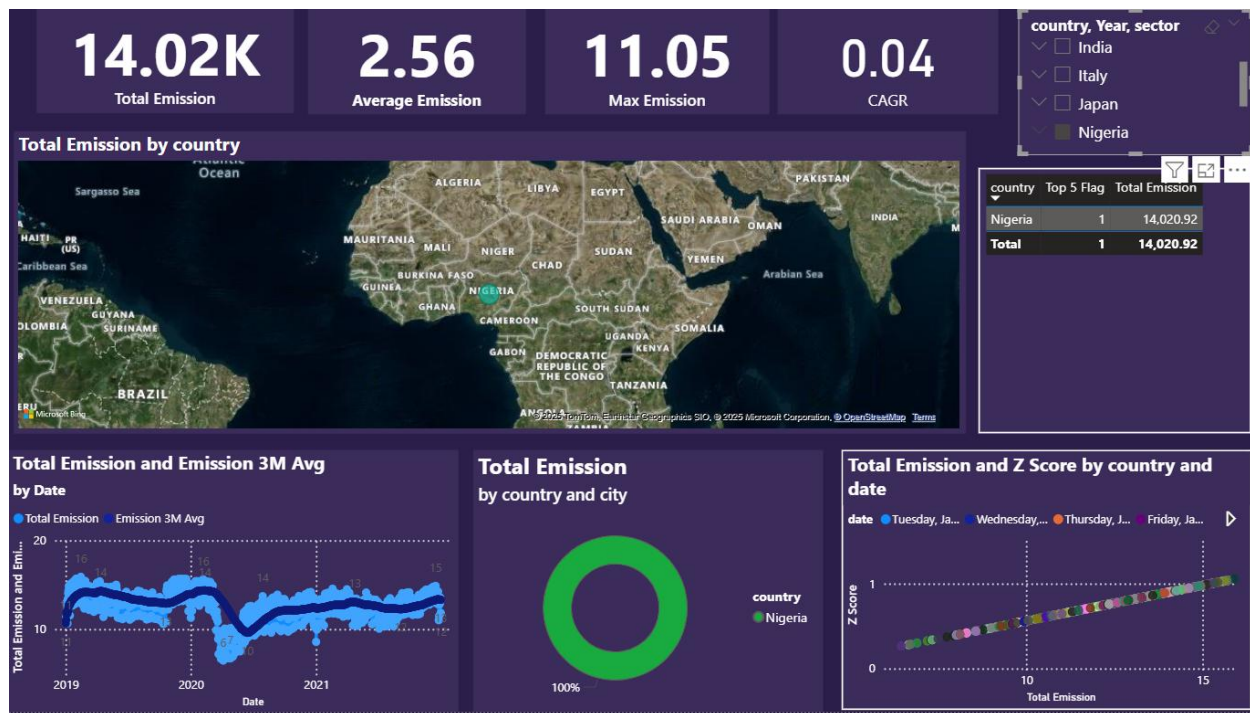 14.02K
Total Emission
2.56
Average Emission
11.05
Max Emission
0.04
CAGR
country, Year, sector
India
Italy
Japan
Nigeria
Total Emission by country
Atlantic
Ocean
Sargasso Sea
HAITI
PR
(US)
Caribbean Sea
VENEZUELA
GUYANA
SURINAME
BRAZIL
ALGERIA
LIBYA
EGYPT
SAUDI ARABIA
OMAN
PAKISTAN
INDIA
MAURITANIA
MALI
NIGER
CHAD
SUDAN
YEMEN
Arabian Sea
BURKINA FASO
GUINEA
NIGERIA
GHANA
CAMEROON
SOUTH SUDAN
SOMALIA
UGANDA
KENYA
GABON
DEMOCRATIC
REPUBLIC OF
THE CONGO
TANZANIA
ANGOLA
Microsoft Bing
© 2025 TomTom, Earthstar Geographics SIO, © 2025 Microsoft Corporation, © OpenStreetMap Terms
country Top 5 Flag Total Emission
Nigeria 1 14,020.92
Total 1 14,020.92
Total Emission and Emission 3M Avg
by Date
Total Emission Emission 3M Avg
Total Emission and Emi...
20
10
16
14
16
14
14
13
15
12
2019 2020 2021
Date
Total Emission
by country and city
country
Nigeria
100%
Total Emission and Z Score by country and
date
date Tuesday, Ja... Wednesday,... Thursday, J... Friday, Ja...
Z Score
1
0
10 15
Total Emission